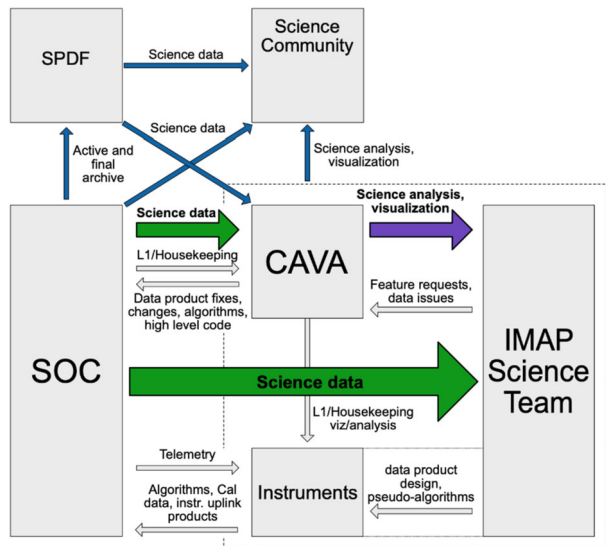 SPDF
Science data
Science
Community
Science data
Active and
final
archive
Science analysis,
visualization
SOC
Science data
L1/Housekeeping
Data product fixes,
changes, algorithms,
high level code
CAVA
Science analysis,
visualization
Feature requests,
data issues
IMAP
Science
Team
Science data
L1/Housekeeping
viz/analysis
Telemetry
Algorithms, Cal
data, instr. uplink
products
Instruments
data product
design,
pseudo-algorithms